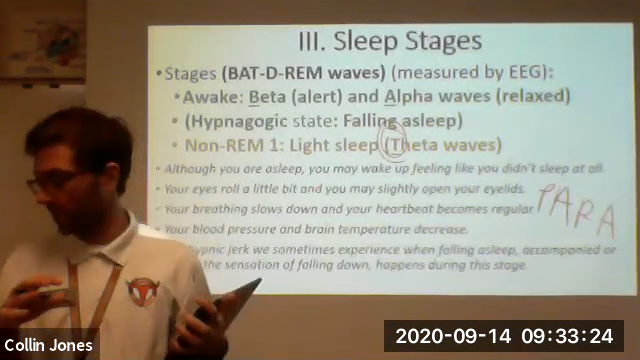 III. Sleep Stages
•Stages (BAT-D-REM waves) (measured by EEG):
•Awake: Beta (alert) and Alpha waves (relaxed)
•(Hypnagogic state: Falling asleep)
•Non-REM 1: Light sleep (Theta waves)
• Although you are asleep, you may wake up feeling like you didn't sleep at all.
• Your eyes roll a little bit and you may slightly open your eyelids.
• Your breathing slows down and your heartbeat becomes regular.
PARA
• Your blood pressure and brain temperature decrease.
hypnic jerk we sometimes experience when falling asleep, accompanied or
the sensation of falling down, happens during this stage.
Collin Jones
2020-09-14 09:33:24